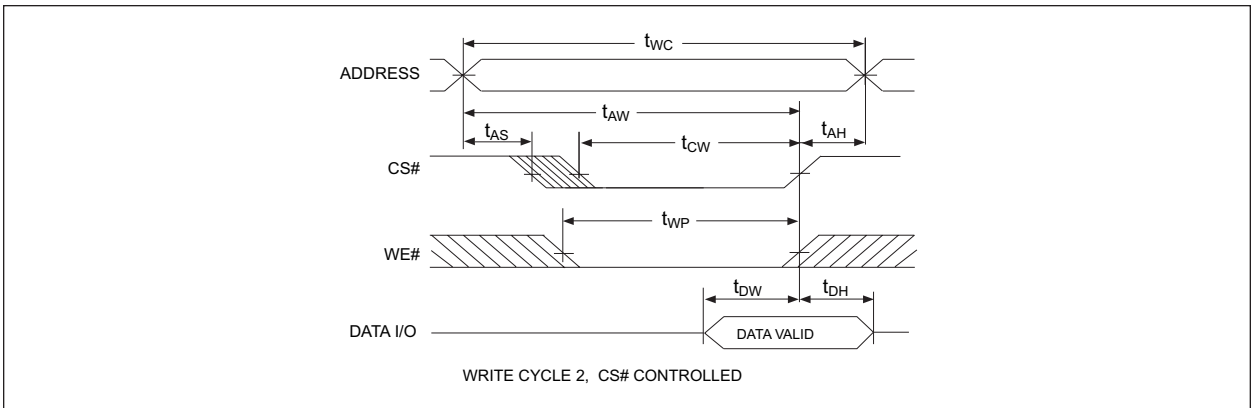 tWC
ADDRESS
tAW
tAS
tCW
tAH
CS#
tWP
WE#
tDW
tDH
DATA I/O
DATA VALID
WRITE CYCLE 2, CS# CONTROLLED